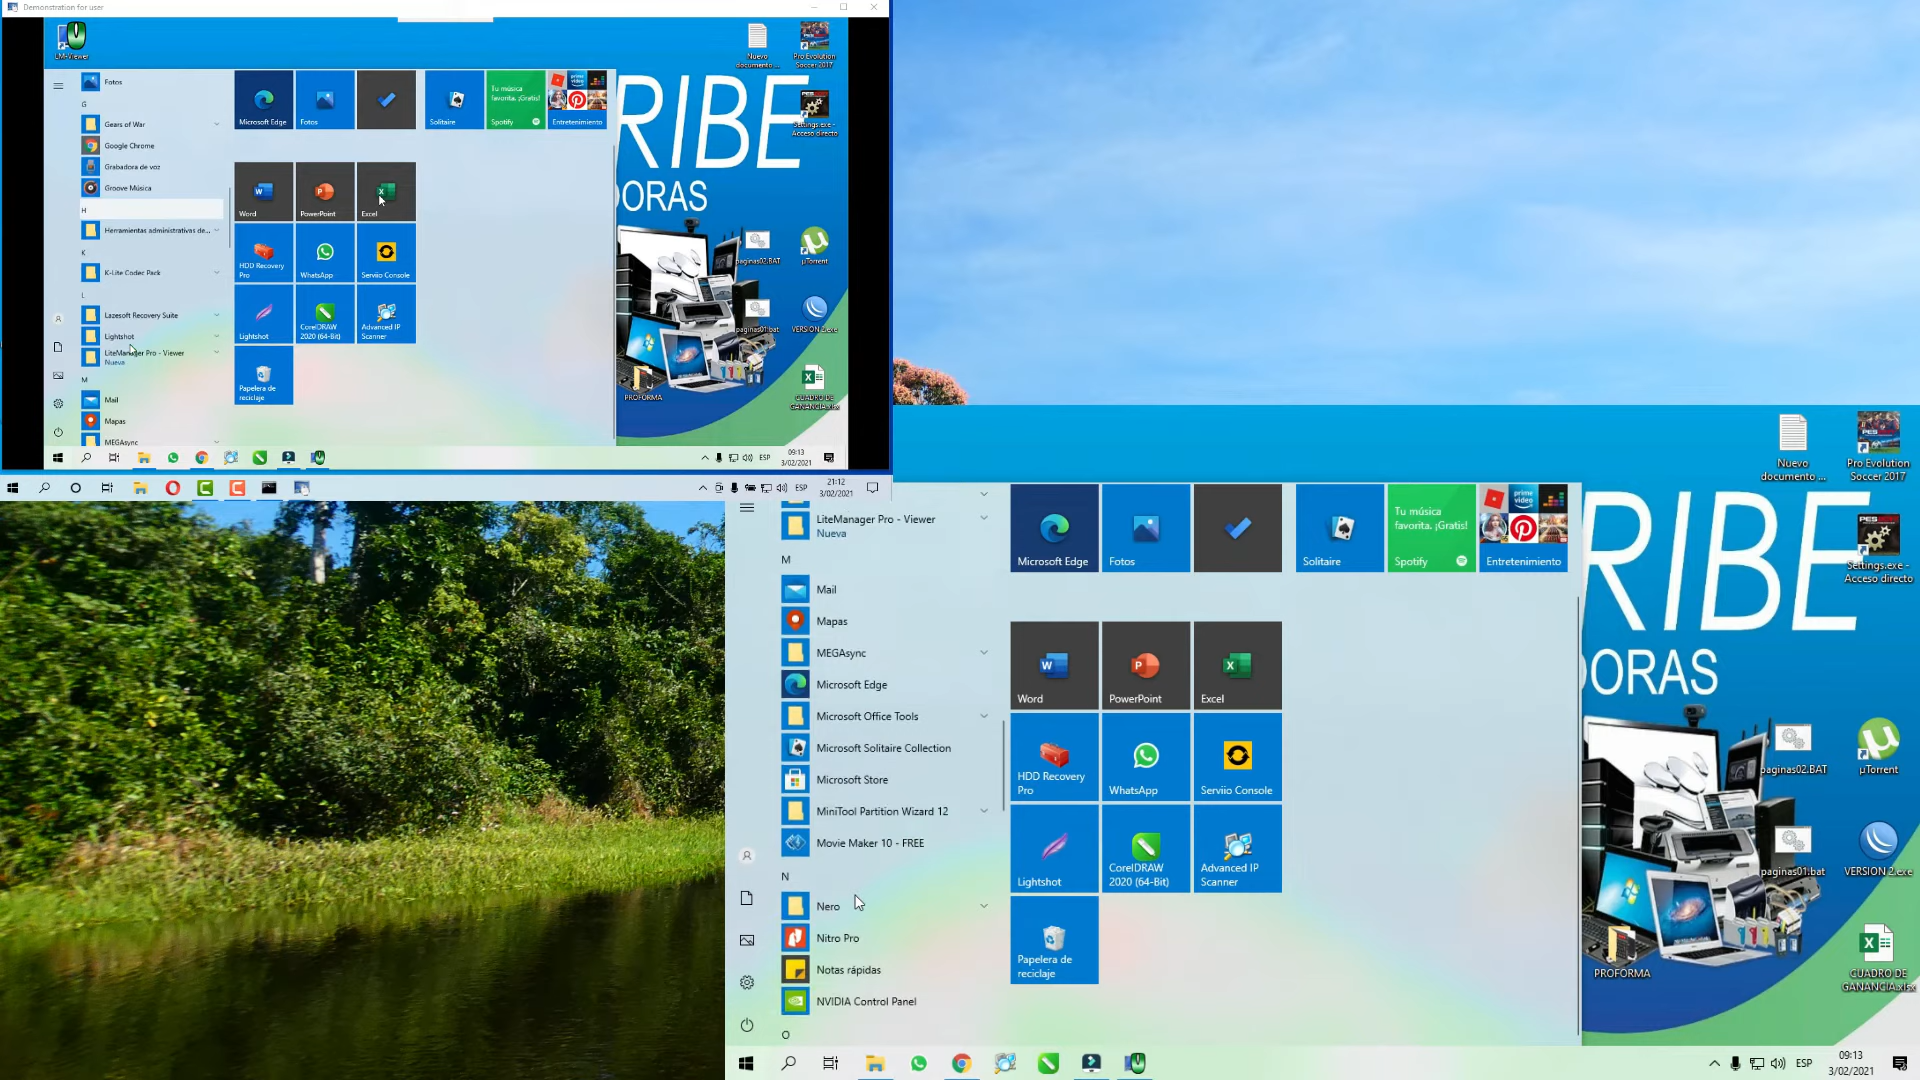 Demonstration for user
LM-Viewer
Nuevo documento ...
Pro Evolution Soccer 2017
Fotos
G
Gears of War
Google Chrome
Grabadora de voz
Groove Música
H
Herramientas administrativas de...
K
K-Lite Codec Pack
L
Lazesoft Recovery Suite
Lightshot
LiteManager Pro - Viewer
Nueva
M
Mail
Mapas
MEGAsync
Microsoft Edge
Fotos
Solitaire
Tu música favorita. ¡Gratis!
Spotify
prime video
Entretenimiento
Word
PowerPoint
Excel
HDD Recovery Pro
WhatsApp
Serviio Console
Lightshot
CorelDRAW 2020 (64-Bit)
Advanced IP Scanner
Papelera de reciclaje
RIBE
DORAS
Settings.exe - Acceso directo
paginas02.BAT
µTorrent
paginas01.bat
VERSION 2.exe
PROFORMA
CUADRO DE GANANCIA.xlsx
ESP
09:13
3/02/2021
ESP
21:12
3/02/2021
LiteManager Pro - Viewer
Nueva
M
Mail
Mapas
MEGAsync
Microsoft Edge
Microsoft Office Tools
Microsoft Solitaire Collection
Microsoft Store
MiniTool Partition Wizard 12
Movie Maker 10 - FREE
N
Nero
Nitro Pro
Notas rápidas
NVIDIA Control Panel
O
Microsoft Edge
Fotos
Solitaire
Tu música favorita. ¡Gratis!
Spotify
prime video
Entretenimiento
Word
PowerPoint
Excel
HDD Recovery Pro
WhatsApp
Serviio Console
Lightshot
CorelDRAW 2020 (64-Bit)
Advanced IP Scanner
Papelera de reciclaje
RIBE
DORAS
Nuevo documento ...
Pro Evolution Soccer 2017
Settings.exe - Acceso directo
paginas02.BAT
µTorrent
paginas01.bat
VERSION 2.exe
PROFORMA
CUADRO DE GANANCIA.xlsx
ESP
09:13
3/02/2021